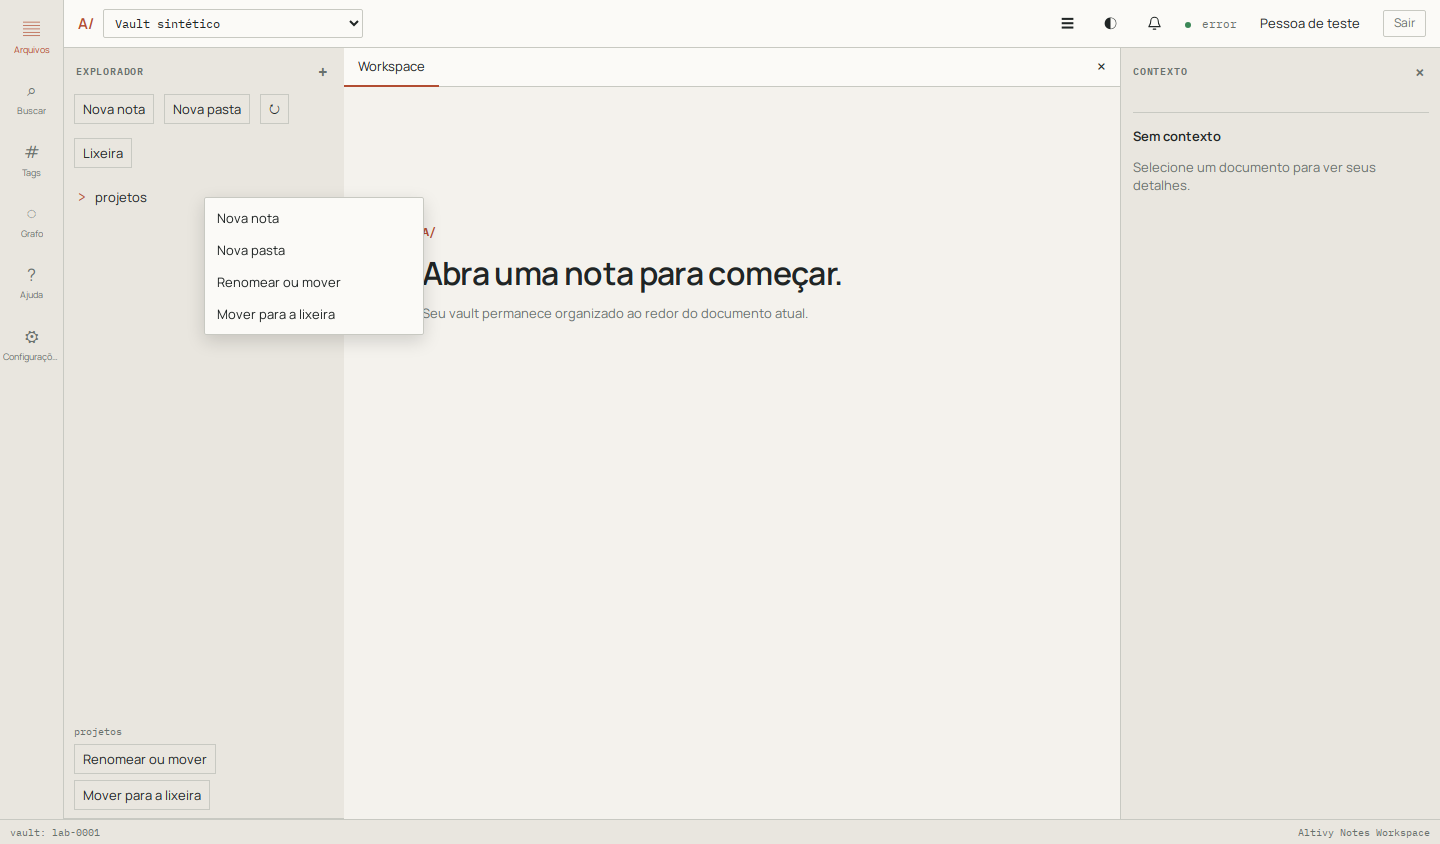 Arquivos
Buscar
Tags
Grafo
Ajuda
Configuraçõ…
A/ Vault sintético
error Pessoa de teste Sair
EXPLORADOR +
Nova nota Nova pasta
Lixeira
> projetos
Nova nota
Nova pasta
Renomear ou mover
Mover para a lixeira
projetos
Renomear ou mover
Mover para a lixeira
Workspace ×
A/
Abra uma nota para começar.
Seu vault permanece organizado ao redor do documento atual.
CONTEXTO ×
Sem contexto
Selecione um documento para ver seus
detalhes.
vault: lab-0001
Altivy Notes Workspace